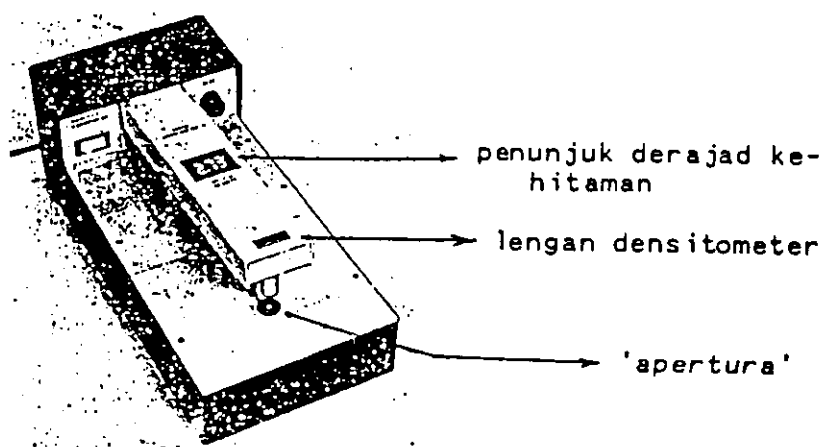 penunjuk derajad ke-
hitaman
lengan densitometer
'apertura'